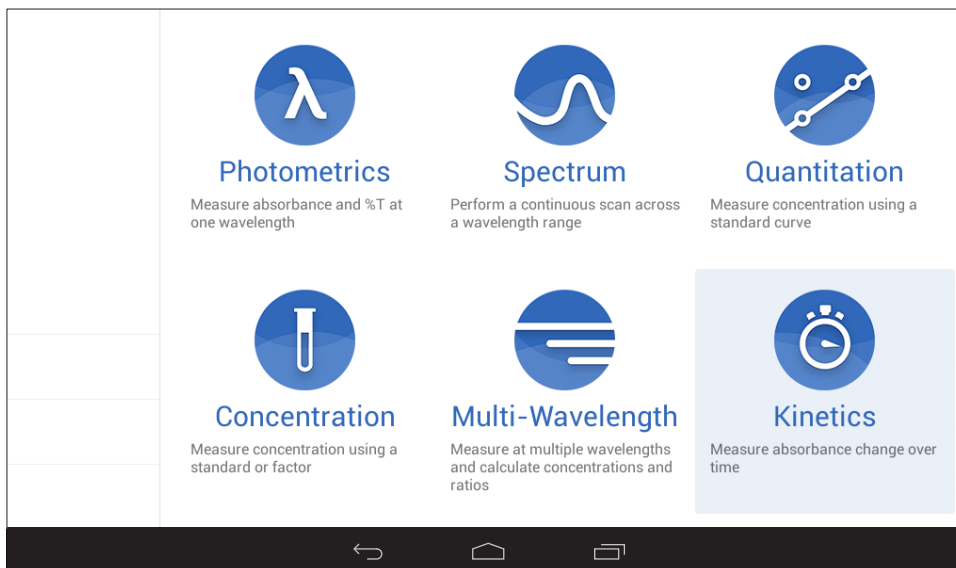 λ
Photometrics
Measure absorbance and %T at
one wavelength
Spectrum
Perform a continuous scan across
a wavelength range
Quantitation
Measure concentration using a
standard curve
Concentration
Measure concentration using a
standard or factor
Multi-Wavelength
Measure at multiple wavelengths
and calculate concentrations and
ratios
Kinetics
Measure absorbance change over
time